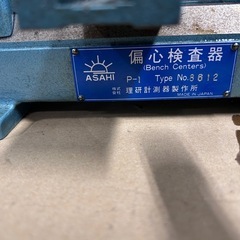 偏心検査器
(Bench Centers)
ASAHI
P-1 Type No.8812
株式会社 理研計測器製作所
MADE IN JAPAN